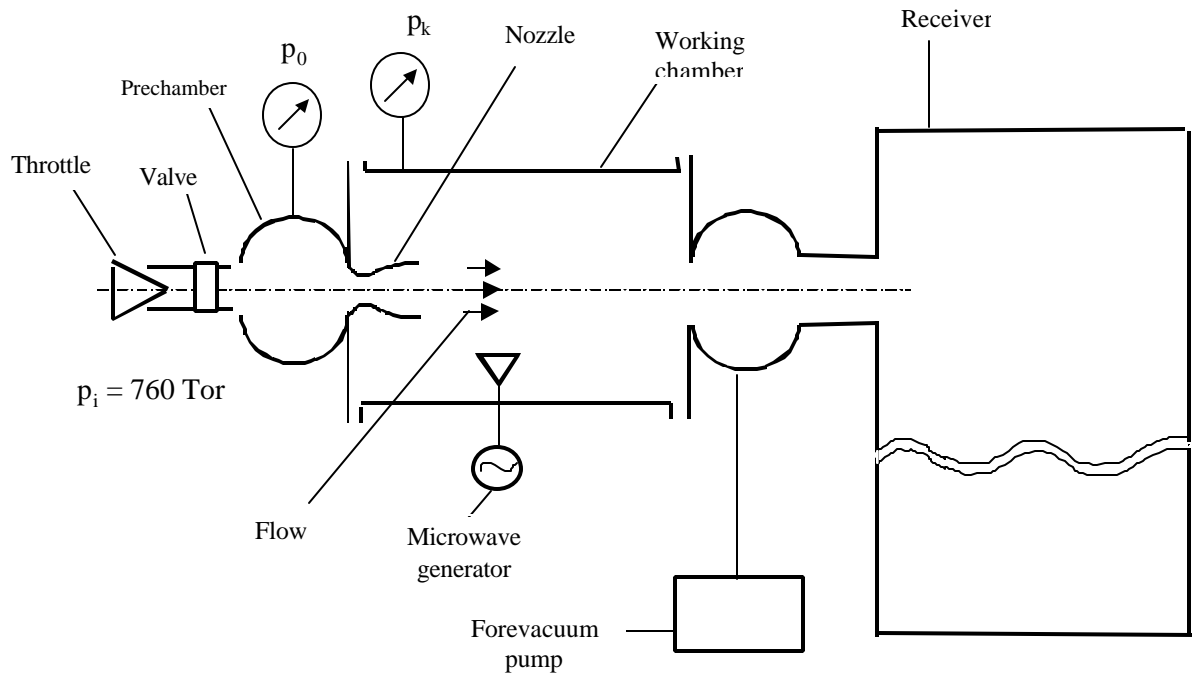 Receiver
p₀
pₖ
Nozzle
Working
chamber
Prechamber
Throttle
Valve
pᵢ = 760 Tor
Flow
Microwave
generator
Forevacuum
pump